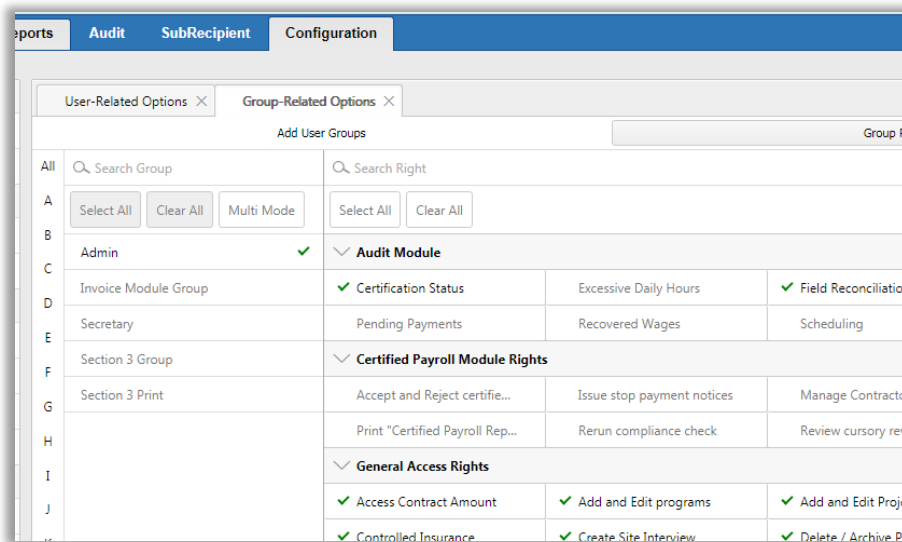 eports Audit SubRecipient Configuration
User-Related Options Group-Related Options
Add User Groups Group
All Search Group Search Right
A Select All Clear All Multi Mode Select All Clear All
B Admin Audit Module
C Invoice Module Group Certification Status Excessive Daily Hours Field Reconciliatio
D Secretary Pending Payments Recovered Wages Scheduling
E
F Section 3 Group Certified Payroll Module Rights
G Section 3 Print Accept and Reject certifie... Issue stop payment notices Manage Contracto
H Print "Certified Payroll Rep... Rerun compliance check Review cursory re
I General Access Rights
J Access Contract Amount Add and Edit programs Add and Edit Proj
K Controlled Insurance Create Site Interview Delete / Archive P